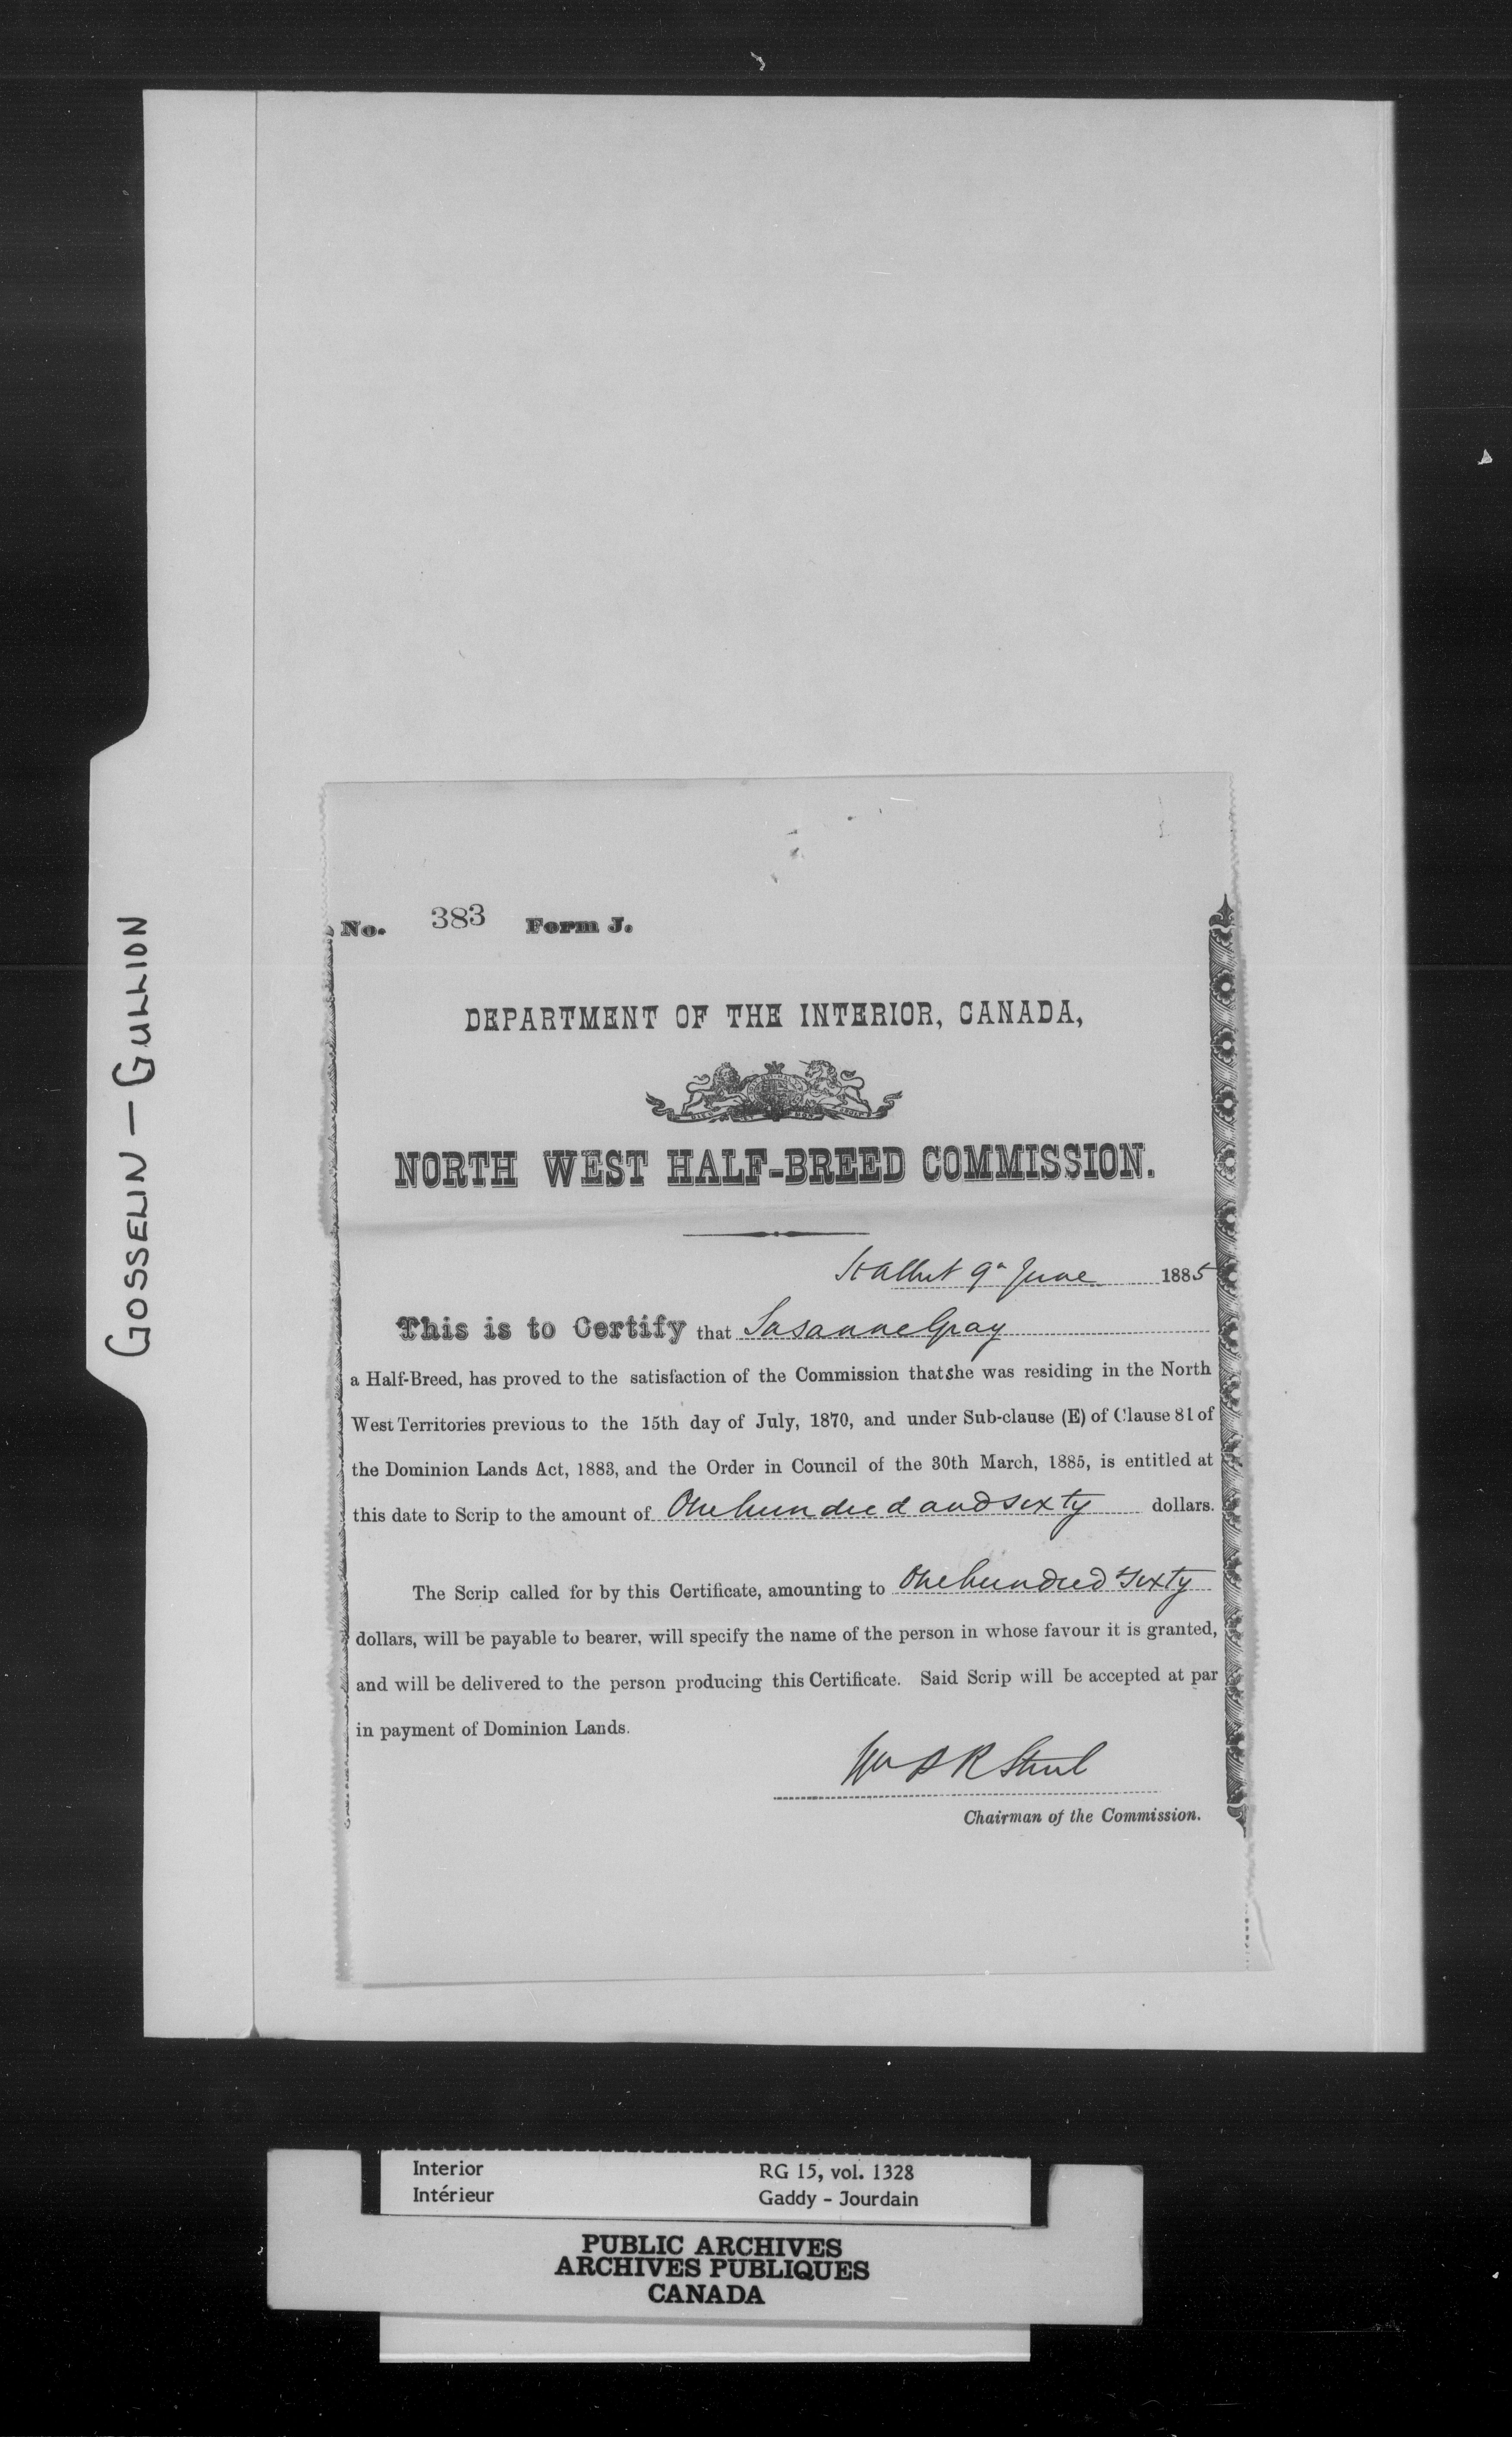 GOSSELIN – GULLION
No. 383 Form J.
DEPARTMENT OF THE INTERIOR, CANADA,
NORTH WEST HALF-BREED COMMISSION.
St Albert 9th June 1885
This is to Certify that Susanne Gray
a Half-Breed, has proved to the satisfaction of the Commission that she was residing in the North
West Territories previous to the 15th day of July, 1870, and under Sub-clause (E) of Clause 81 of
the Dominion Lands Act, 1883, and the Order in Council of the 30th March, 1885, is entitled at
this date to Scrip to the amount of One hundred and sixty dollars.
The Scrip called for by this Certificate, amounting to One hundred sixty
dollars, will be payable to bearer, will specify the name of the person in whose favour it is granted,
and will be delivered to the person producing this Certificate. Said Scrip will be accepted at par
in payment of Dominion Lands.
Wm P R Street
Chairman of the Commission.
Interior RG 15, vol. 1328
Intérieur Gaddy - Jourdain
PUBLIC ARCHIVES
ARCHIVES PUBLIQUES
CANADA